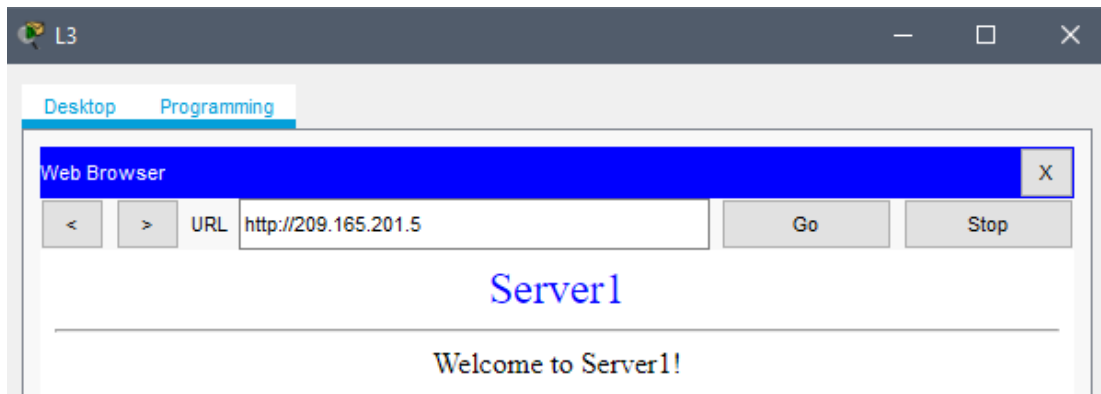 L3
Desktop Programming
Web Browser X
< > URL http://209.165.201.5 Go Stop
Server1
Welcome to Server1!